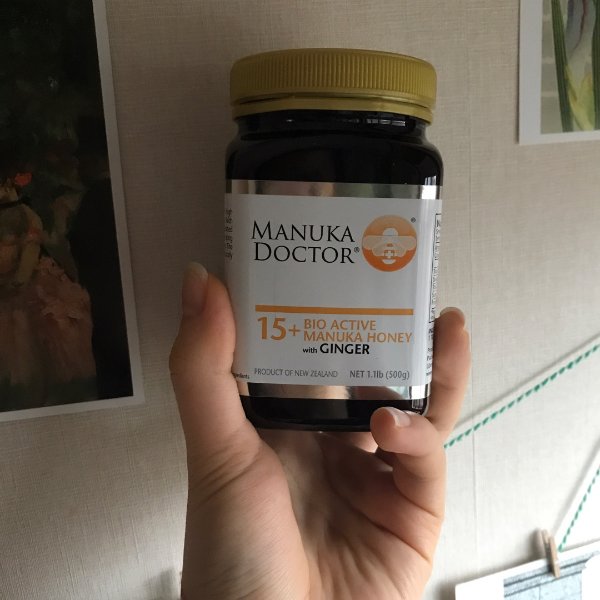 MANUKA
DOCTOR®
15+ BIO ACTIVE
MANUKA HONEY
with GINGER
PRODUCT OF NEW ZEALAND NET 1.1lb (500g)